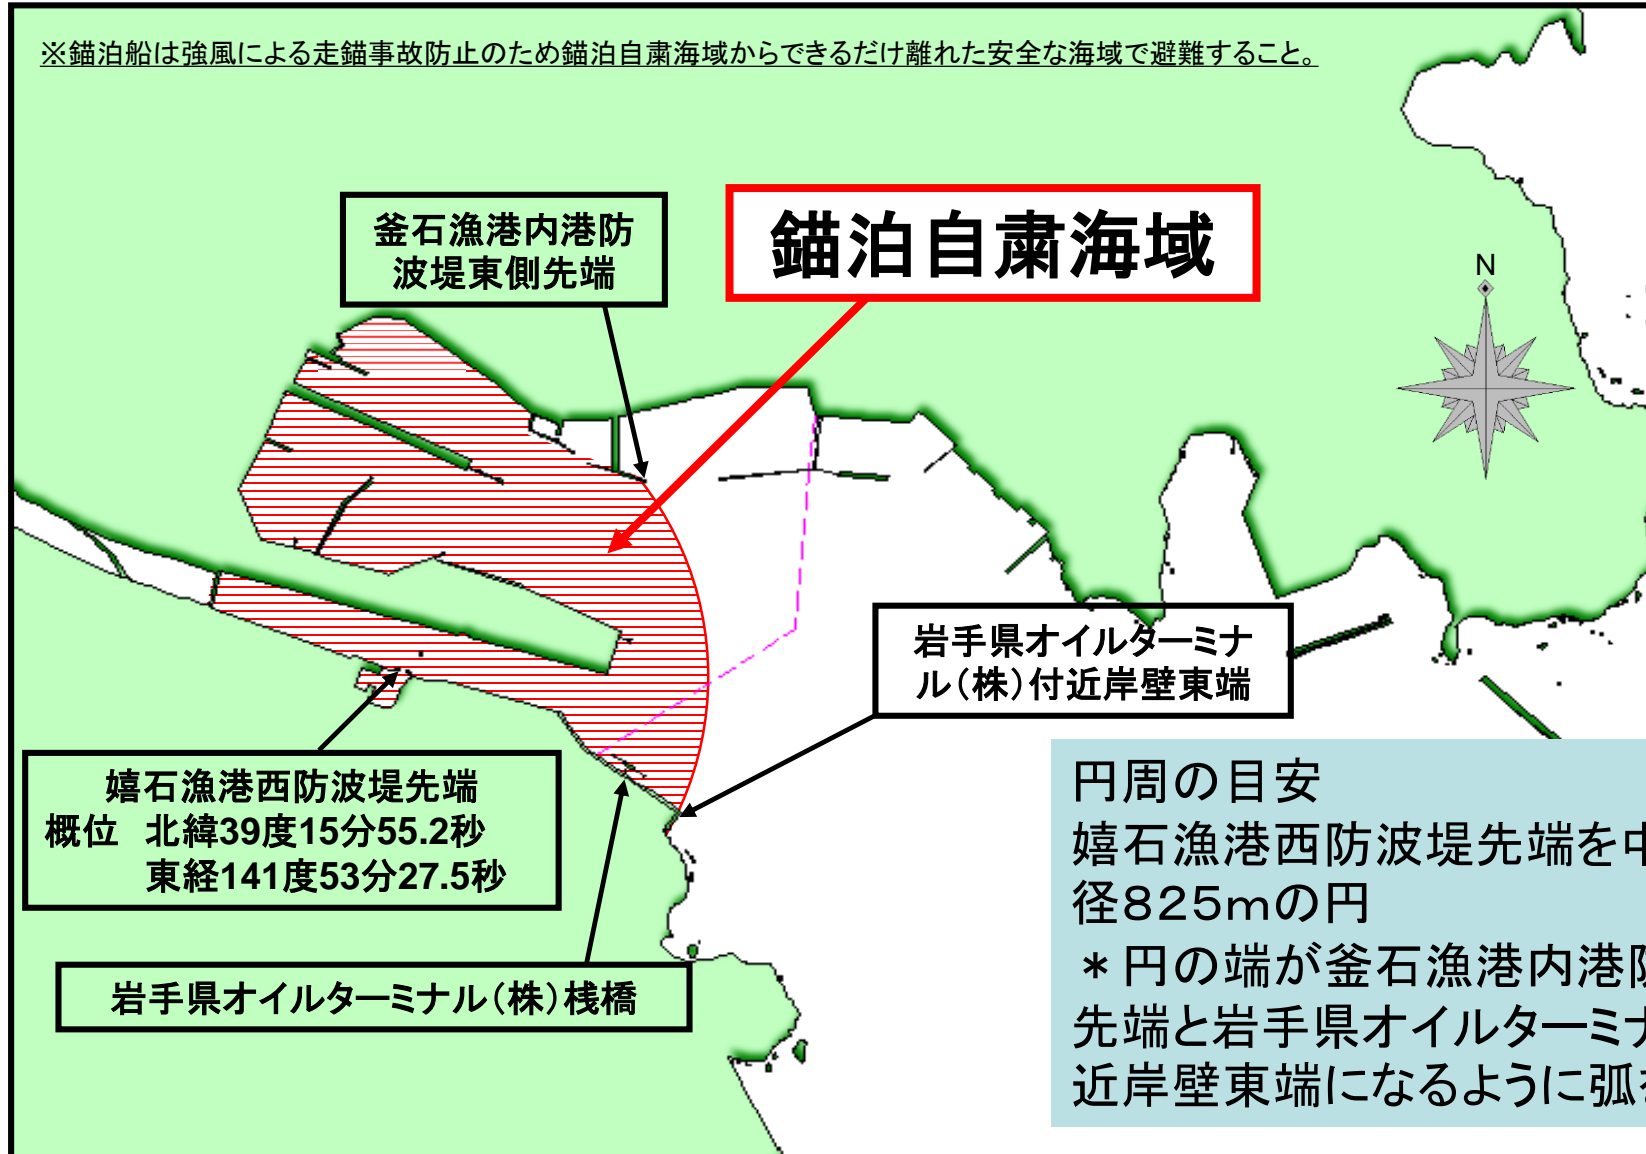 ※錨泊船は強風による走錨事故防止のため錨泊自粛海域からできるだけ離れた安全な海域で避難すること。
釜石漁港内港防
波堤東側先端
錨泊自粛海域
N
岩手県オイルターミナ
ル（株）付近岸壁東端
嬉石漁港西防波堤先端
概位 北緯39度15分55.2秒
東経141度53分27.5秒
岩手県オイルターミナル（株）桟橋
円周の目安
嬉石漁港西防波堤先端を中
径825mの円
＊円の端が釜石漁港内港防
先端と岩手県オイルターミナ
近岸壁東端になるように弧を